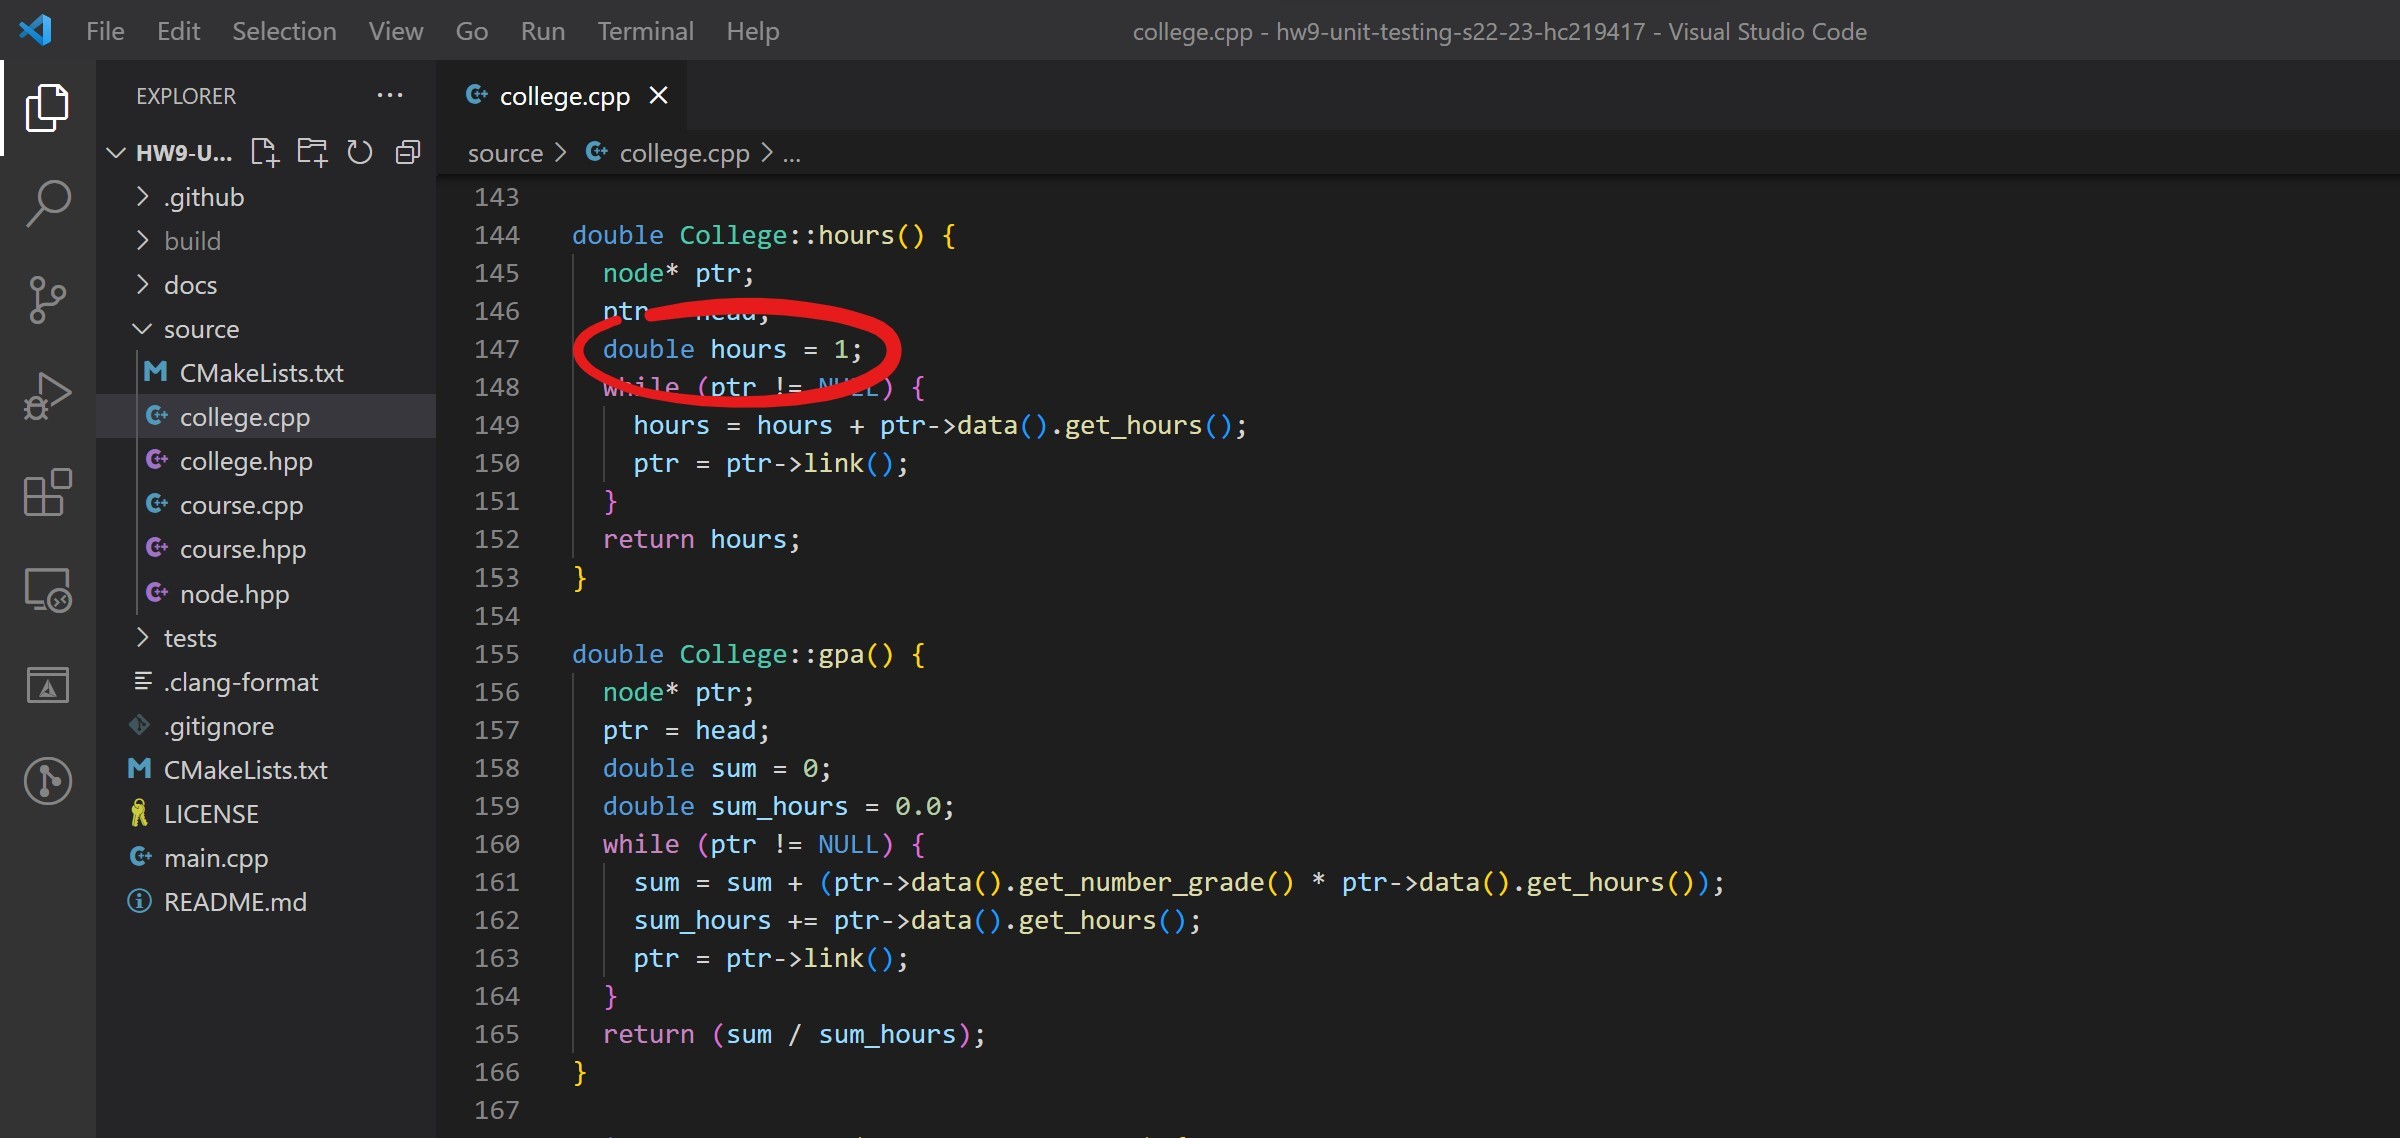 File Edit Selection View Go Run Terminal Help
college.cpp - hw9-unit-testing-s22-23-hc219417 - Visual Studio Code
EXPLORER ...
HW9-U...
.github
build
docs
source
CMakeLists.txt
college.cpp
college.hpp
course.cpp
course.hpp
node.hpp
tests
.clang-format
.gitignore
CMakeLists.txt
LICENSE
main.cpp
README.md
college.cpp
source > college.cpp > ...
143
144 double College::hours() {
145 node* ptr;
146 ptr head;
147 double hours = 1;
148 while (ptr != NULL) {
149 hours = hours + ptr->data().get_hours();
150 ptr = ptr->link();
151 }
152 return hours;
153 }
154
155 double College::gpa() {
156 node* ptr;
157 ptr = head;
158 double sum = 0;
159 double sum_hours = 0.0;
160 while (ptr != NULL) {
161 sum = sum + (ptr->data().get_number_grade() * ptr->data().get_hours());
162 sum_hours += ptr->data().get_hours();
163 ptr = ptr->link();
164 }
165 return (sum / sum_hours);
166 }
167